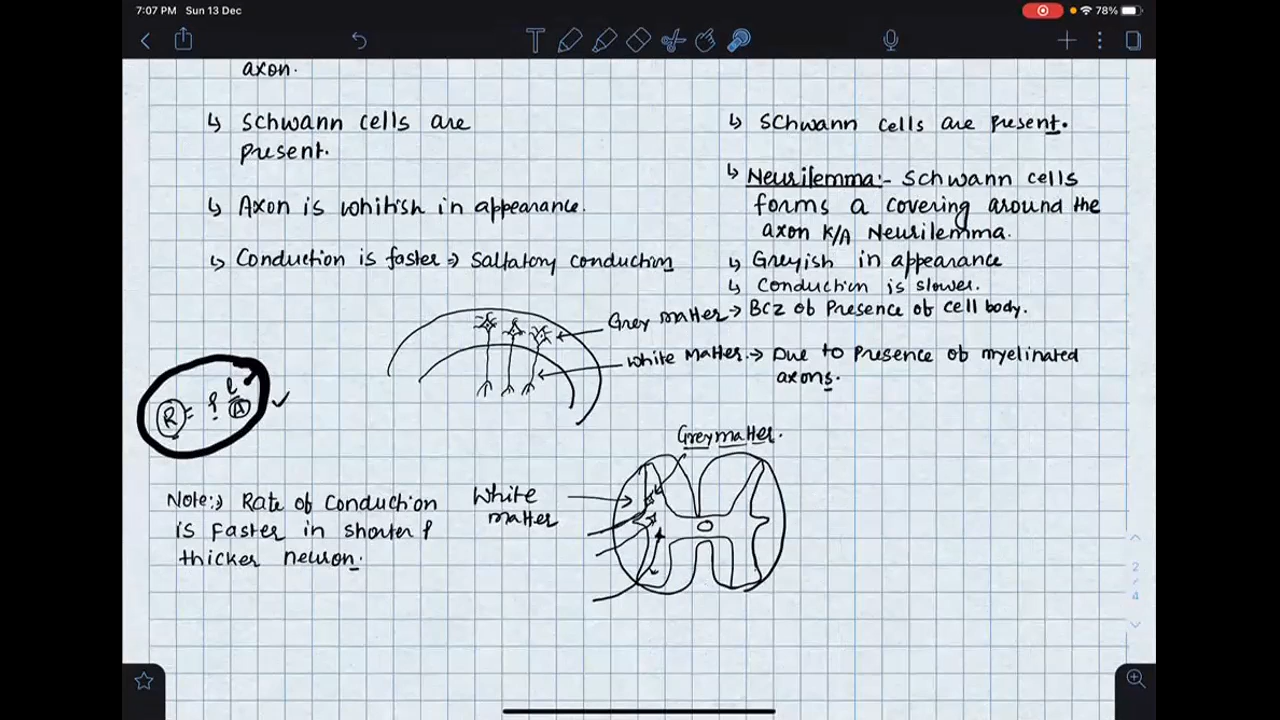 7:07 PM Sun 13 Dec
78%
axon.
↳ Schwann cells are
present.
↳ Axon is whitish in appearance.
↳ Conduction is faster ⇒ Saltatory conduction
↳ Schwann cells are present.
↳ Neurilemma:- Schwann cells
forms a covering around the
axon K/A Neurilemma.
↳ Greyish in appearance
↳ Conduction is slower.
Grey matter → Bcz of Presence of cell body.
White Matter. → Due to Presence of myelinated
axons.
R = ρ l/A ✓
Grey matter.
White
matter
Note:⇒ Rate of Conduction
is faster in shorter &
thicker neuron.
2
/
4